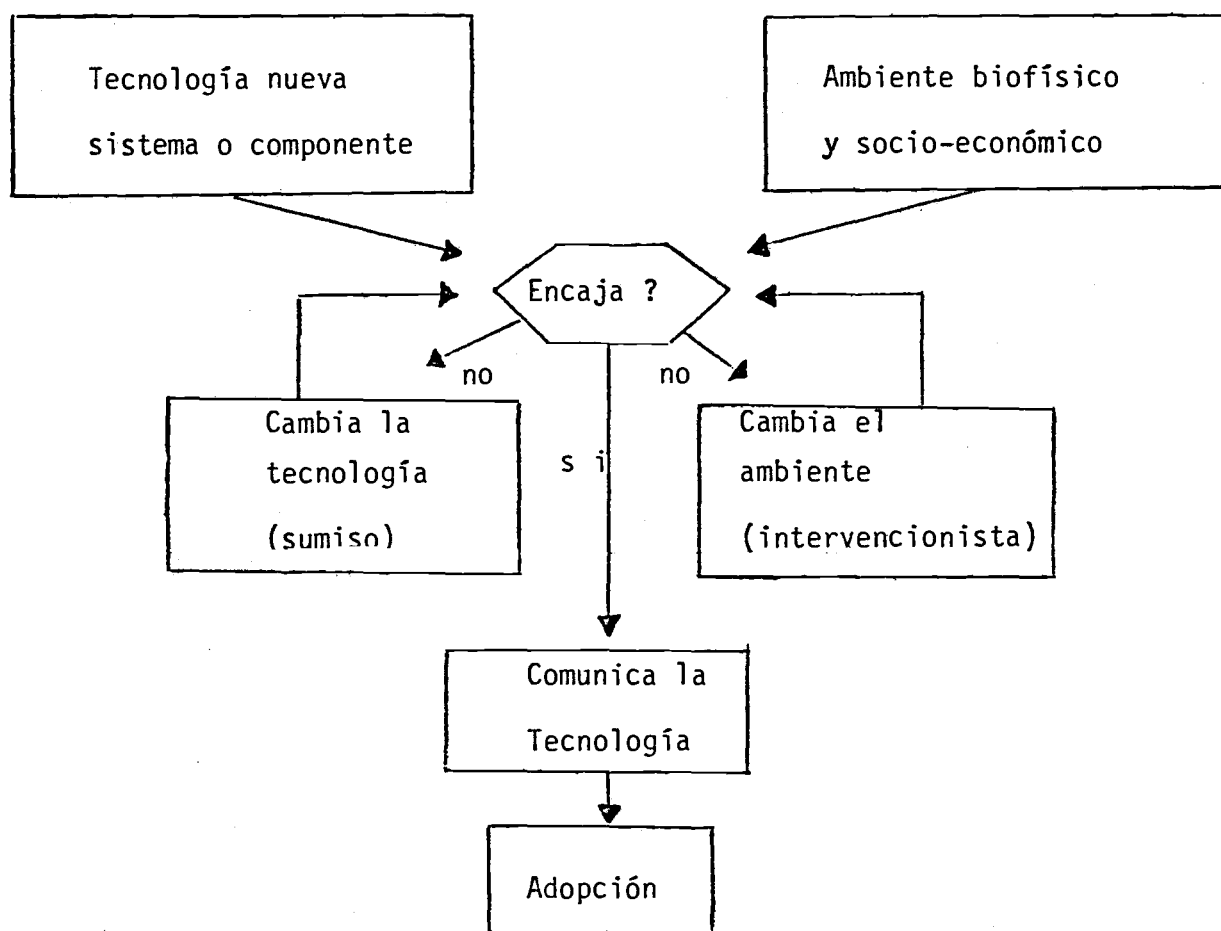 Tecnología nueva
sistema o componente
Ambiente biofísico
y socio-económico
Encaja ?
no
no
Cambia la
tecnología
(sumiso)
s i
Cambia el
ambiente
(intervencionista)
Comunica la
Tecnología
Adopción